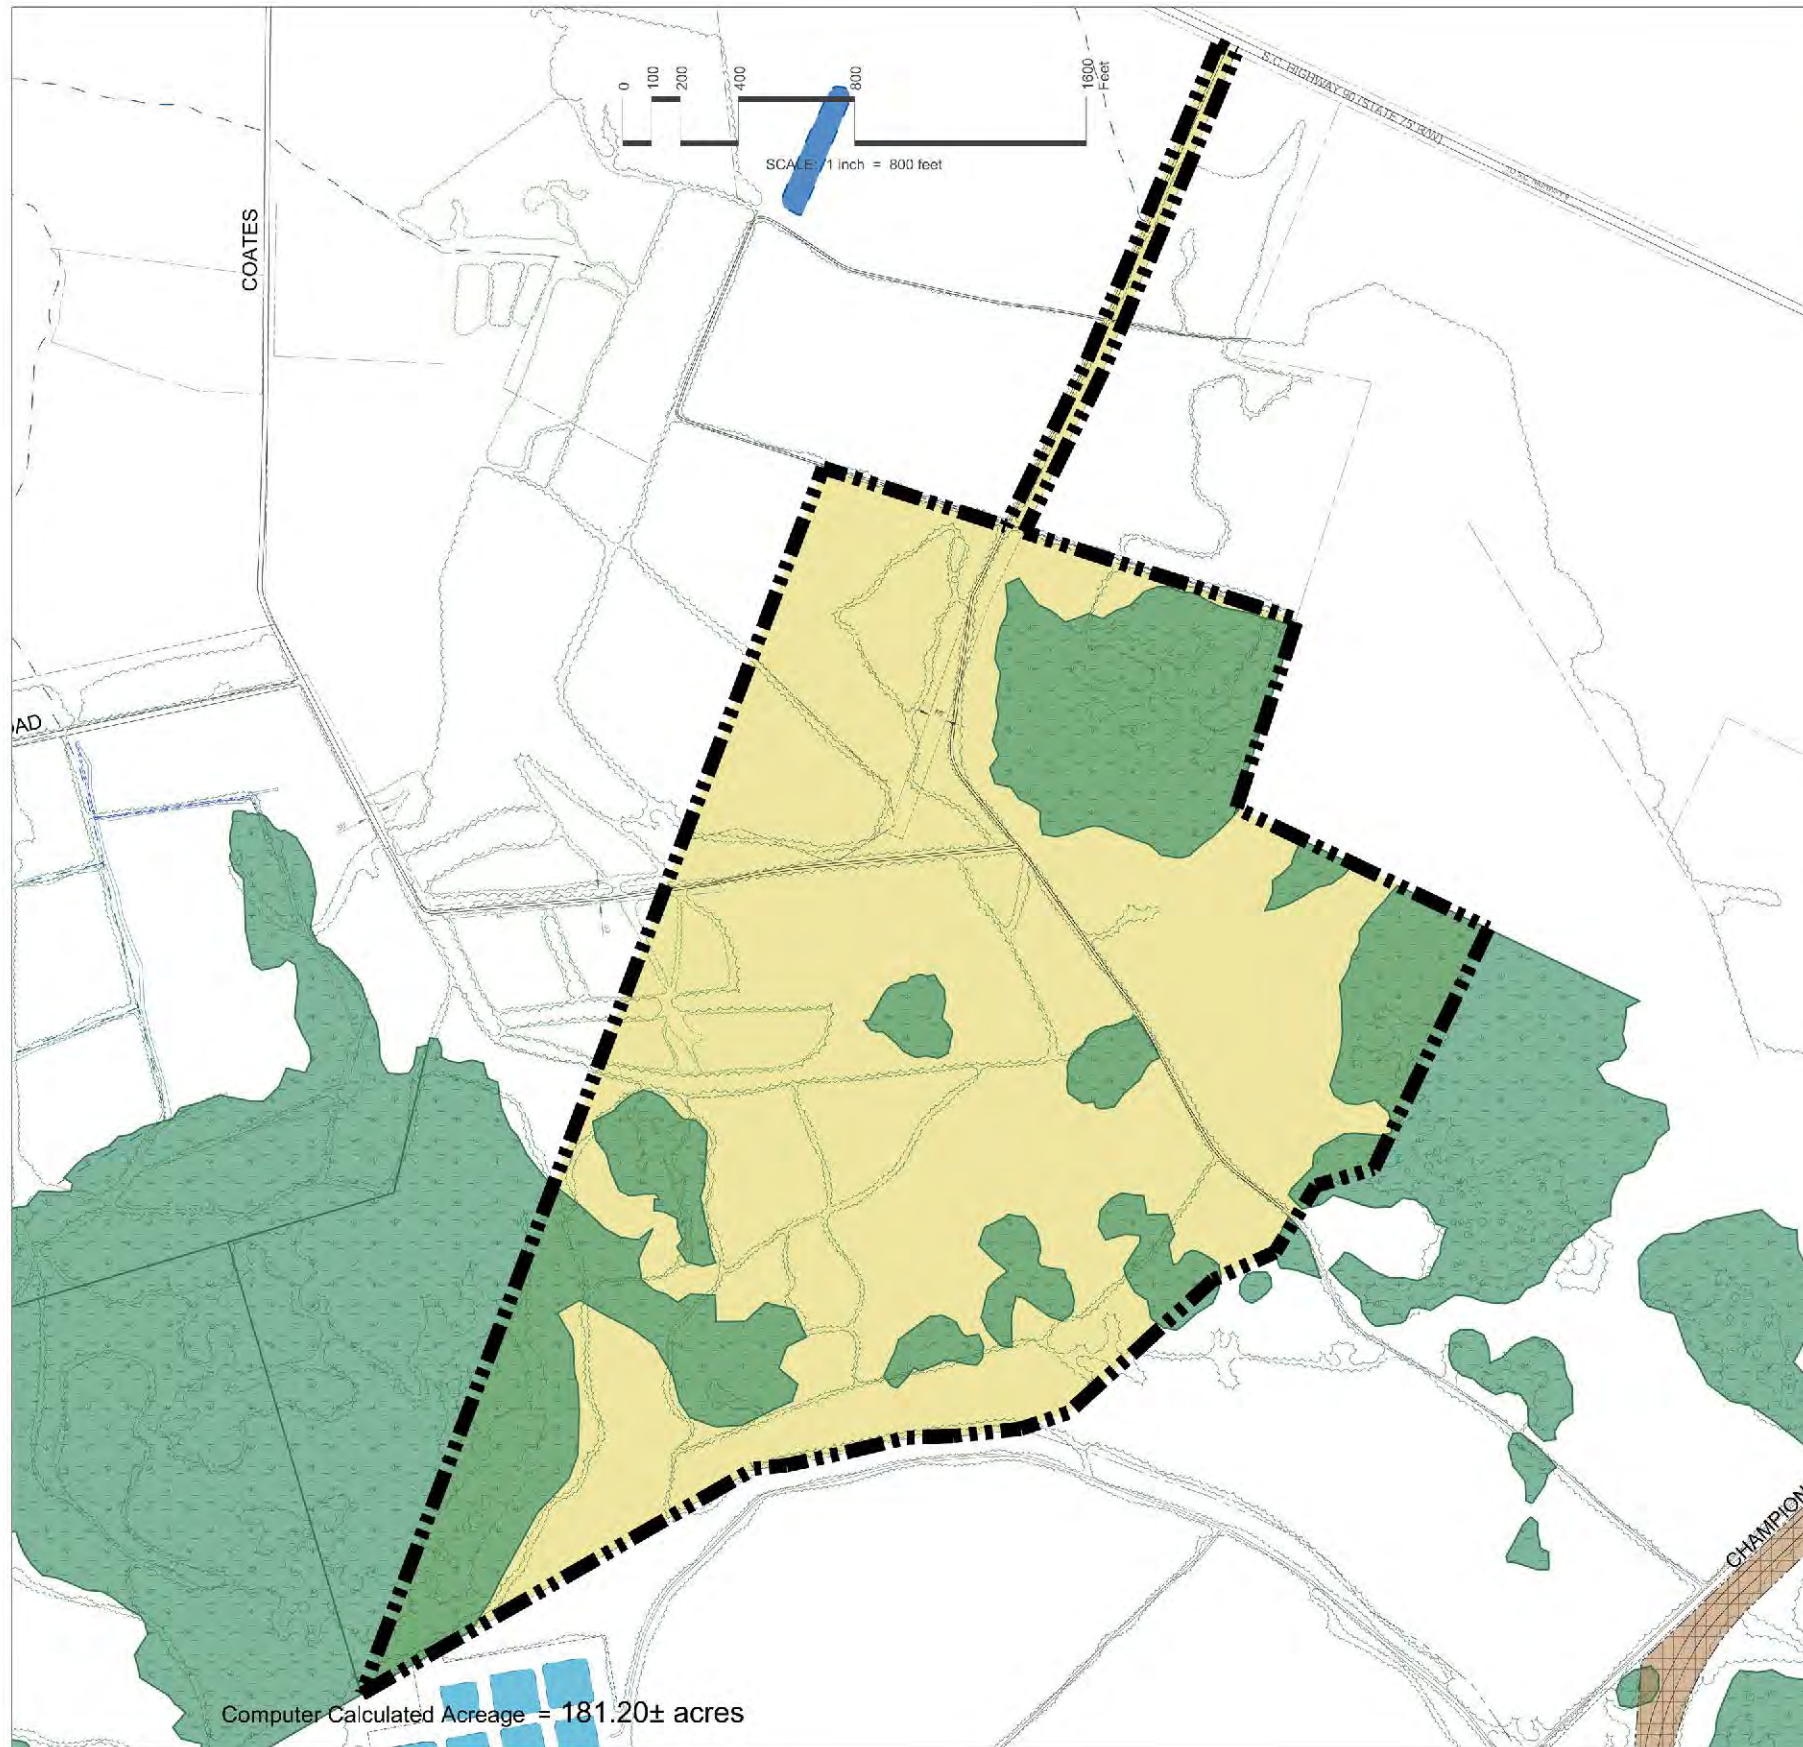 S.C. HIGHWAY 90 (STATE 75' R/W)
0
100
200
400
800
1600
Feet
SCALE: 1 inch = 800 feet
COATES
OAD
CHAMPION
Computer Calculated Acreage = 181.20± acres